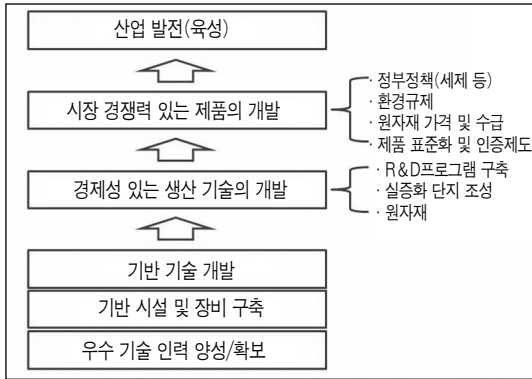 산업 발전(육성)
시장 경쟁력 있는 제품의 개발
· 정부정책(세제 등)
· 환경규제
· 원자재 가격 및 수급
· 제품 표준화 및 인증제도
경제성 있는 생산 기술의 개발
· R&D프로그램 구축
· 실증화 단지 조성
· 원자재
기반 기술 개발
기반 시설 및 장비 구축
우수 기술 인력 양성/확보